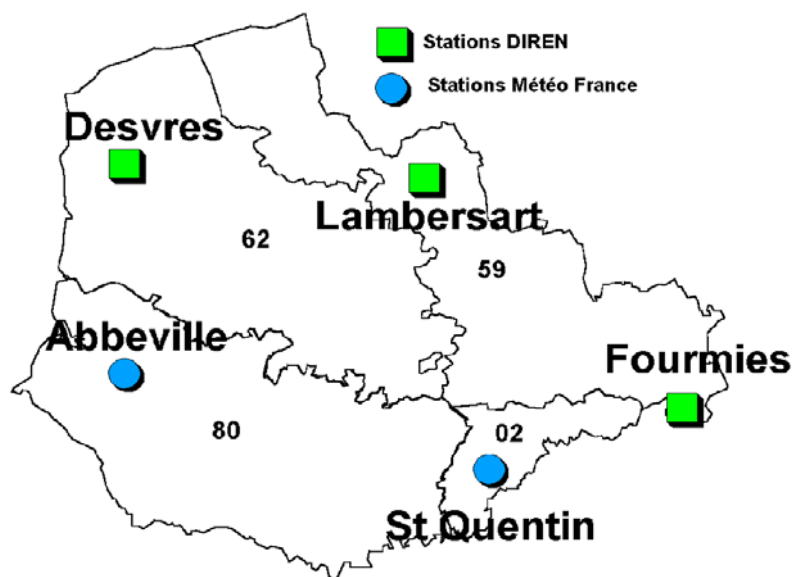 Stations DIREN
Stations Météo France
Desvres
Lambersart
62
59
Abbeville
Fourmies
80
02
St Quentin